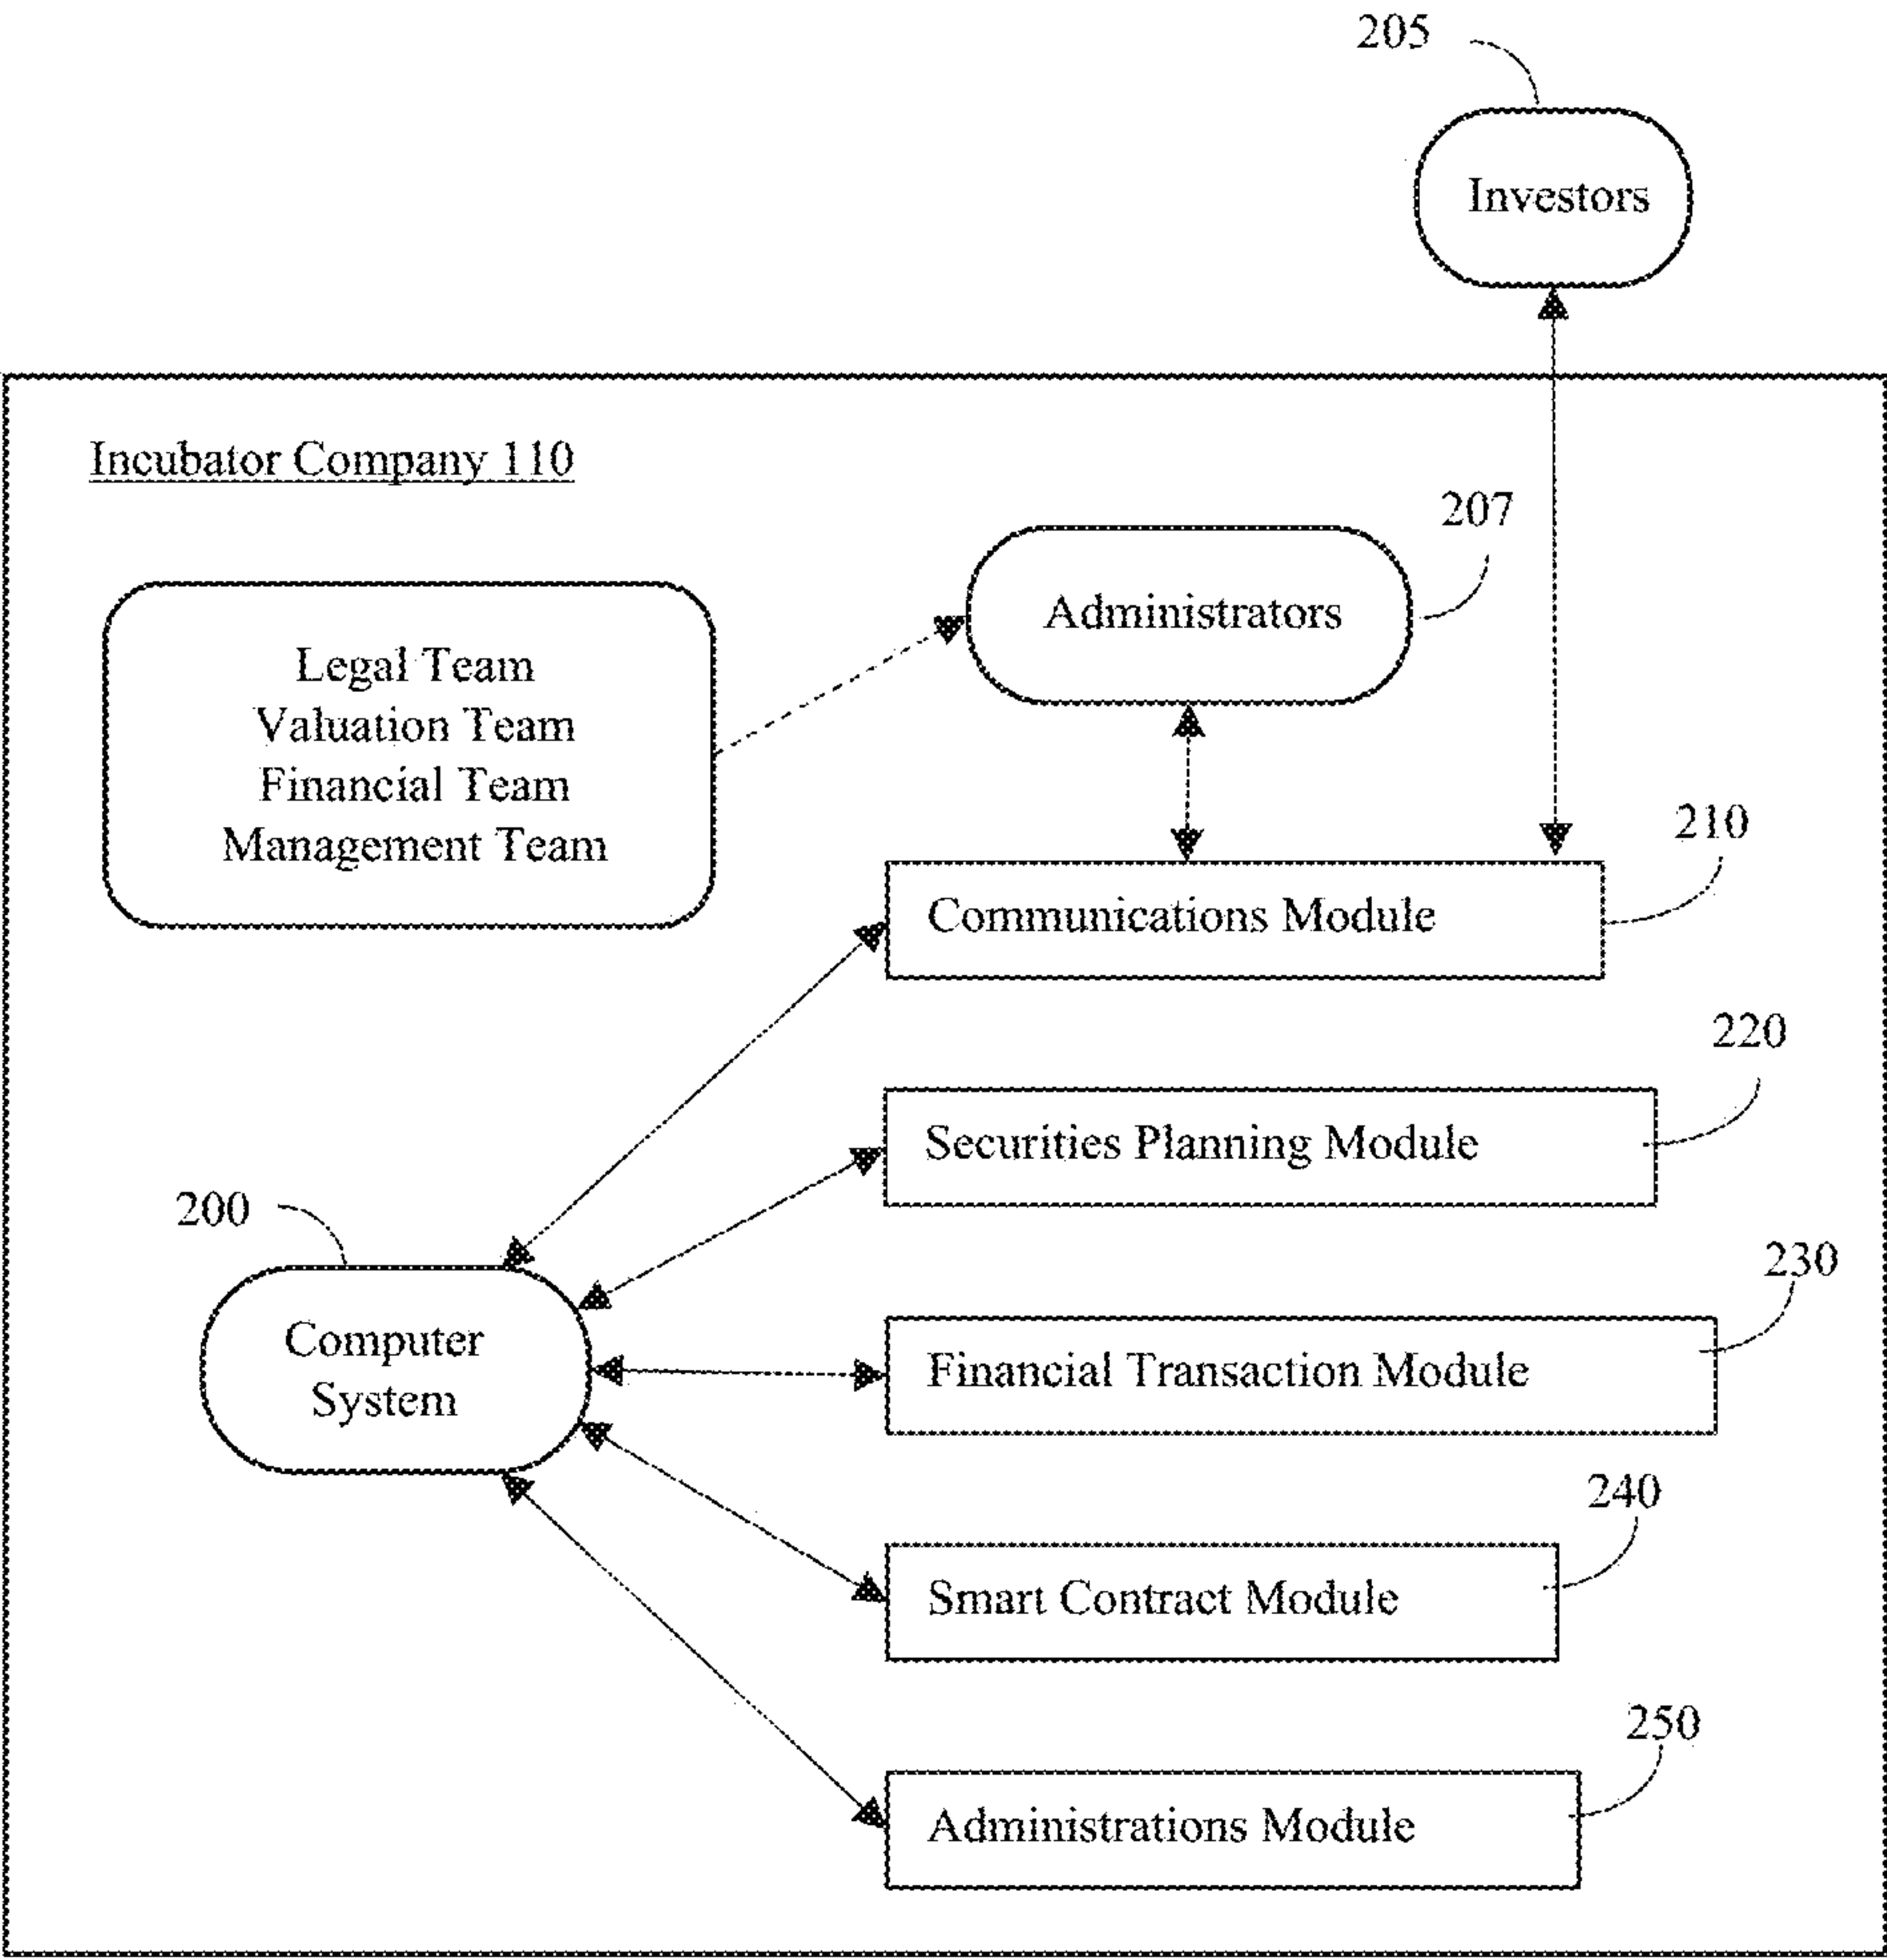 205
Investors
Incubator Company 110
207
Administrators
Legal Team
Valuation Team
Financial Team
Management Team
210
Communications Module
220
Securities Planning Module
200
230
Computer
System
Financial Transaction Module
240
Smart Contract Module
250
Administrations Module